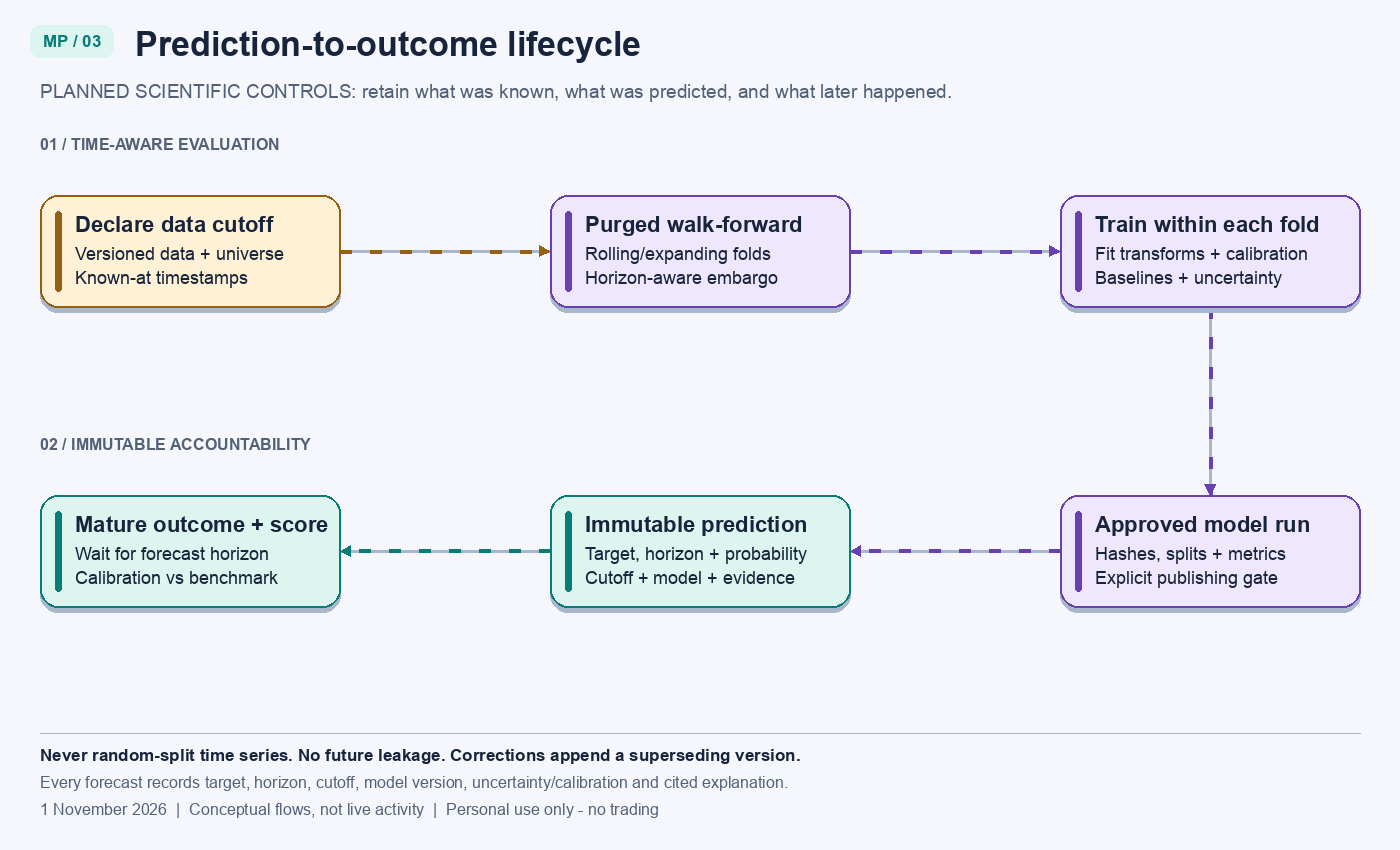 MP / 03
Prediction-to-outcome lifecycle
PLANNED SCIENTIFIC CONTROLS: retain what was known, what was predicted, and what later happened.
01 / TIME-AWARE EVALUATION
Declare data cutoff
Versioned data + universe
Known-at timestamps
Purged walk-forward
Rolling/expanding folds
Horizon-aware embargo
Train within each fold
Fit transforms + calibration
Baselines + uncertainty
02 / IMMUTABLE ACCOUNTABILITY
Mature outcome + score
Wait for forecast horizon
Calibration vs benchmark
Immutable prediction
Target, horizon + probability
Cutoff + model + evidence
Approved model run
Hashes, splits + metrics
Explicit publishing gate
Never random-split time series. No future leakage. Corrections append a superseding version.
Every forecast records target, horizon, cutoff, model version, uncertainty/calibration and cited explanation.
1 November 2026 | Conceptual flows, not live activity | Personal use only - no trading